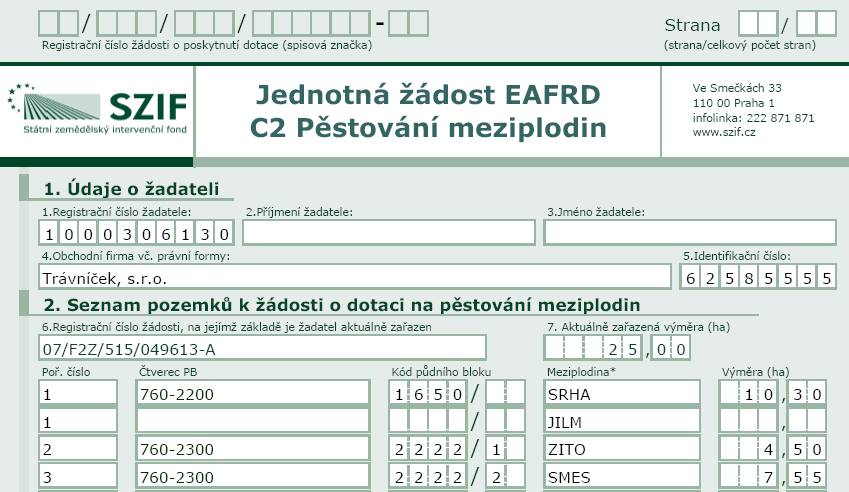 / / / -
Registrační číslo žádosti o poskytnutí dotace (spisová značka)
Strana /
(strana/celkový počet stran)
SZIF
Státní zemědělský intervenční fond
Jednotná žádost EAFRD
C2 Pěstování meziplodin
Ve Smečkách 33
110 00 Praha 1
infolinka: 222 871 871
www.szif.cz
1. Údaje o žadateli
1.Registrační číslo žadatele: 2.Příjmení žadatele: 3.Jméno žadatele:
1000306130
4.Obchodní firma vč. právní formy: 5.Identifikační číslo:
Trávníček, s.r.o. 62585555
2. Seznam pozemků k žádosti o dotaci na pěstování meziplodin
6.Registrační číslo žádosti, na jejímž základě je žadatel aktuálně zařazen 7. Aktuálně zařazená výměra (ha)
07/F2Z/515/049613-A 25,00
Poř. číslo Čtverec PB Kód půdního bloku Meziplodina* Výměra (ha)
1 760-2200 1650/ SRHA 10,30
1 / JILM ,
2 760-2300 2222/1 ZITO 4,50
3 760-2300 2222/2 SMES 7,55